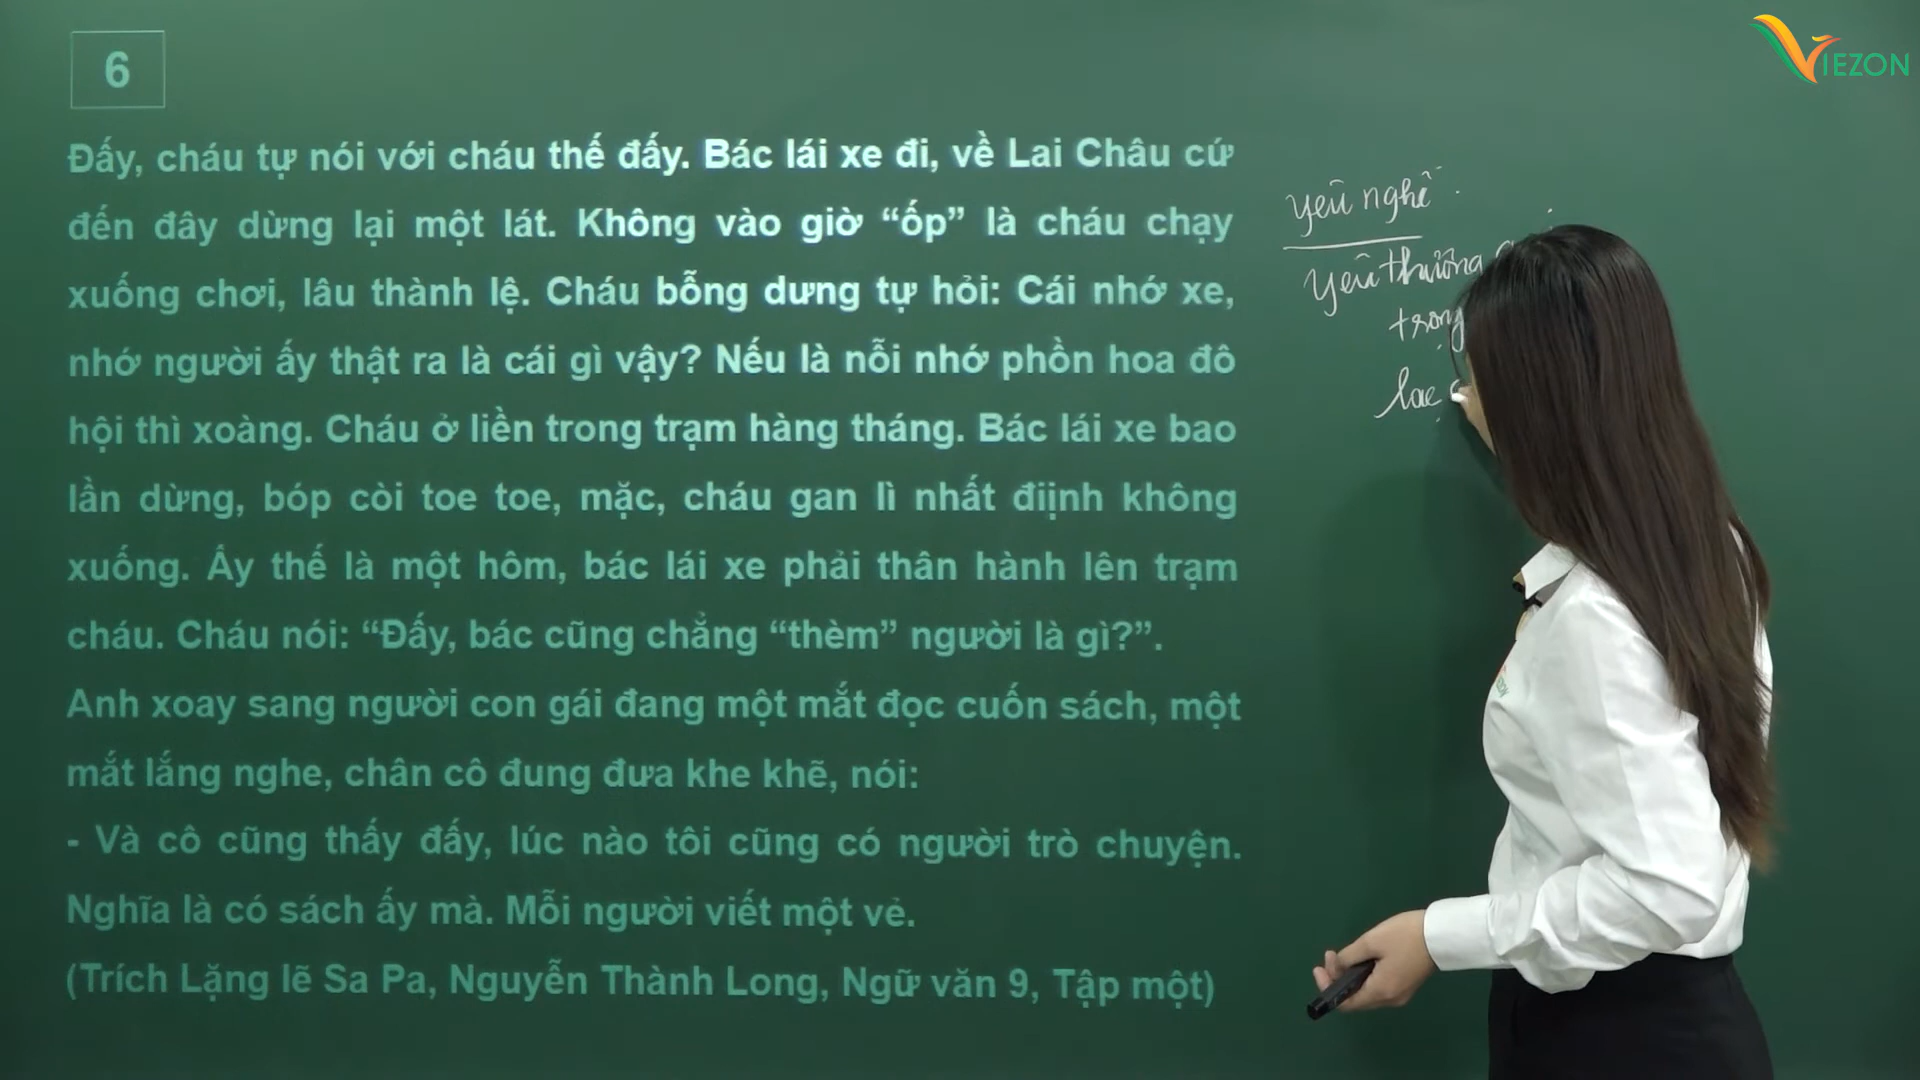 6
VIEZON
Đấy, cháu tự nói với cháu thế đấy. Bác lái xe đi, về Lai Châu cứ
đến đây dừng lại một lát. Không vào giờ “ốp” là cháu chạy
xuống chơi, lâu thành lệ. Cháu bỗng dưng tự hỏi: Cái nhớ xe,
nhớ người ấy thật ra là cái gì vậy? Nếu là nỗi nhớ phồn hoa đô
hội thì xoàng. Cháu ở liền trong trạm hàng tháng. Bác lái xe bao
lần dừng, bóp còi toe toe, mặc, cháu gan lì nhất điịnh không
xuống. Ấy thế là một hôm, bác lái xe phải thân hành lên trạm
cháu. Cháu nói: “Đấy, bác cũng chẳng “thèm” người là gì?”.
Anh xoay sang người con gái đang một mắt đọc cuốn sách, một
mắt lắng nghe, chân cô đung đưa khe khẽ, nói:
- Và cô cũng thấy đấy, lúc nào tôi cũng có người trò chuyện.
Nghĩa là có sách ấy mà. Mỗi người viết một vẻ.
(Trích Lặng lẽ Sa Pa, Nguyễn Thành Long, Ngữ văn 9, Tập một)
yêu nghề.
yêu thương
trọng
lạc